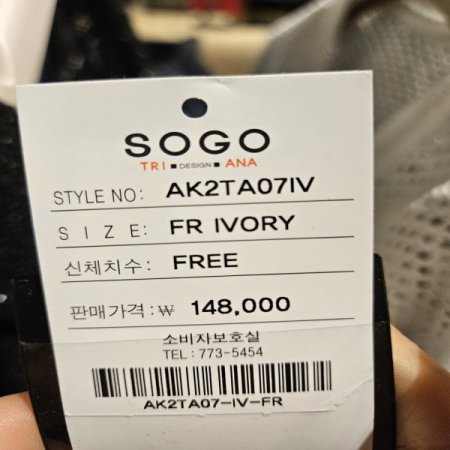 SOGO
TRI ■ DESIGN ■ ANA
STYLE NO: AK2TA07IV
SIZE: FR IVORY
신체치수: FREE
판매가격:₩ 148,000
소비자보호실
TEL : 773-5454
AK2TA07-IV-FR